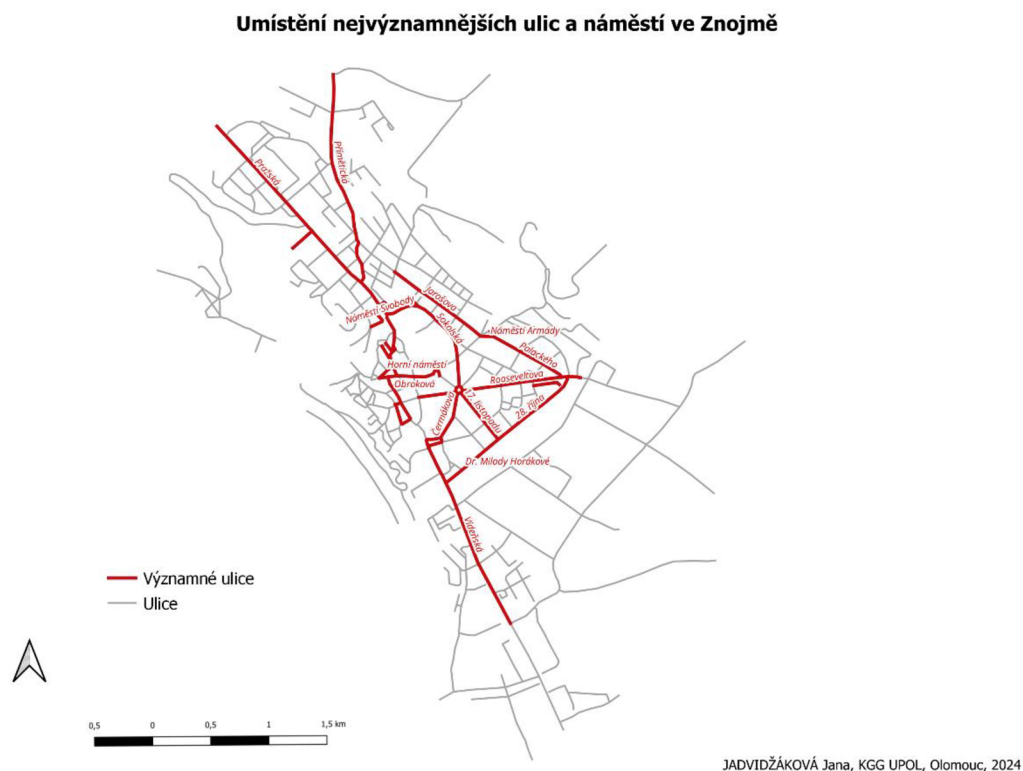 Umístění nejvýznamnějších ulic a náměstí ve Znojmě
Přímětická
Pražská
Jarošova
Náměstí Svobody
Sokolská
Náměstí Armády
Palackého
Horní náměstí
Rooseveltova
Obroková
17. listopadu
28. října
Čermákova
Dr. Milady Horákové
Vídeňská
Významné ulice
Ulice
0,5 0 0,5 1 1,5 km
JADVIDŽÁKOVÁ Jana, KGG UPOL, Olomouc, 2024